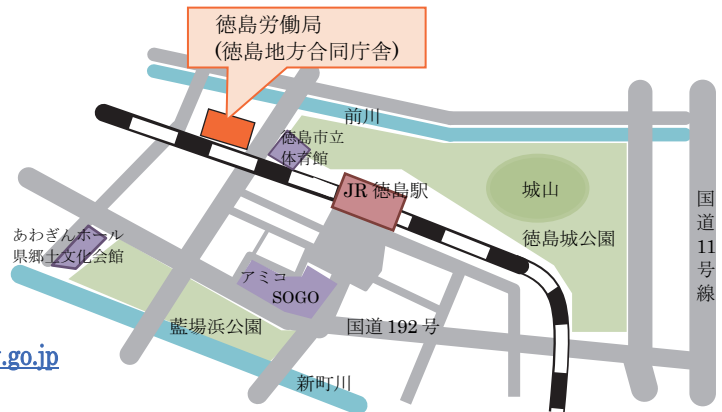 徳島労働局
(徳島地方合同庁舎)
前川
徳島市立
体育館
JR 徳島駅
城山
国道11号線
徳島城公園
あわぎんホール
県郷土文化会館
アミコ
SOGO
藍場浜公園
国道 192 号
.go.jp
新町川